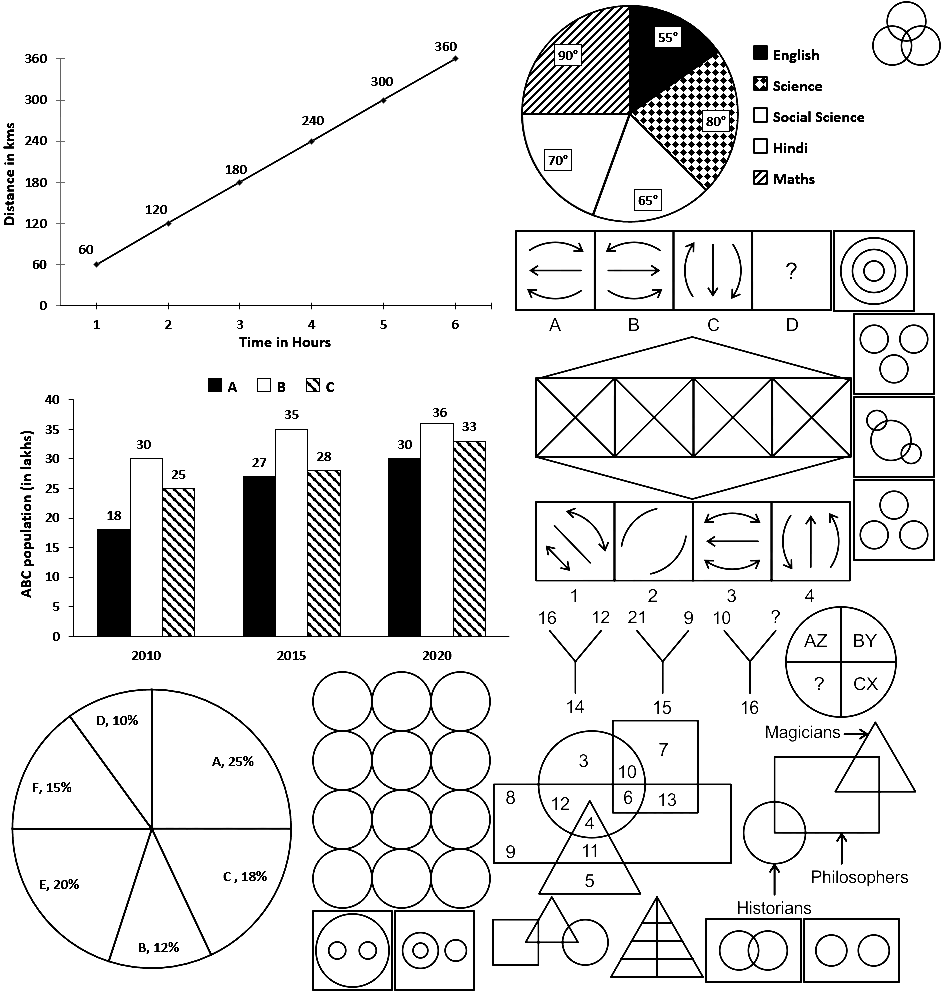 360
300
240
180
120
60
0
60
120
180
240
300
360
1 2 3 4 5 6
Time in Hours
Distance in kms
55°
80°
65°
70°
90°
English
Science
Social Science
Hindi
Maths
?
A B C D
1 2 3 4
A B C
40
35
30
25
20
15
10
5
0
ABC population (in lakhs)
18 30 25
27 35 28
30 36 33
2010 2015 2020
16 12
14
21 9
15
10 ?
16
AZ BY
? CX
A, 25%
C , 18%
B, 12%
E, 20%
F, 15%
D, 10%
3
7
10
8
12
6
13
4
9
11
5
Magicians
Philosophers
Historians